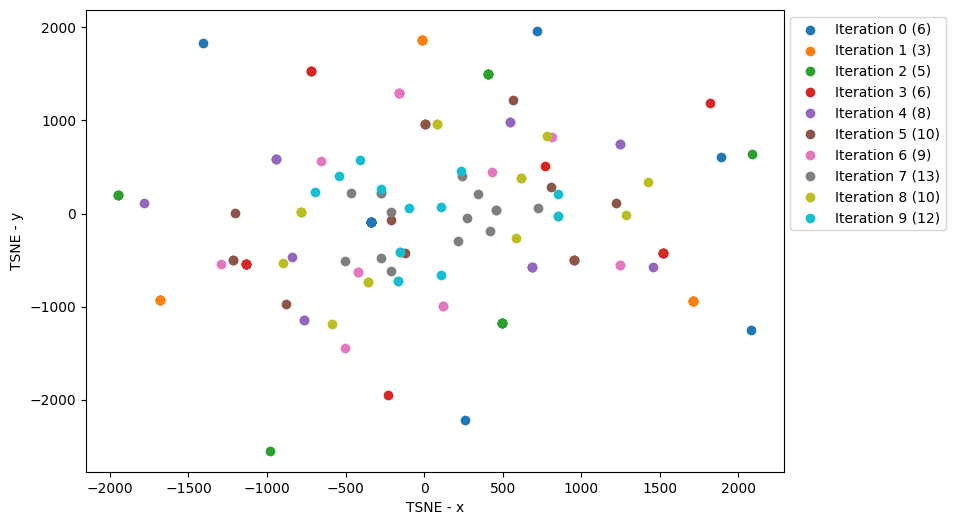 2000
1000
0
−1000
−2000
TSNE - y
−2000
−1500
−1000
−500
0
500
1000
1500
2000
TSNE - x
Iteration 0 (6)
Iteration 1 (3)
Iteration 2 (5)
Iteration 3 (6)
Iteration 4 (8)
Iteration 5 (10)
Iteration 6 (9)
Iteration 7 (13)
Iteration 8 (10)
Iteration 9 (12)